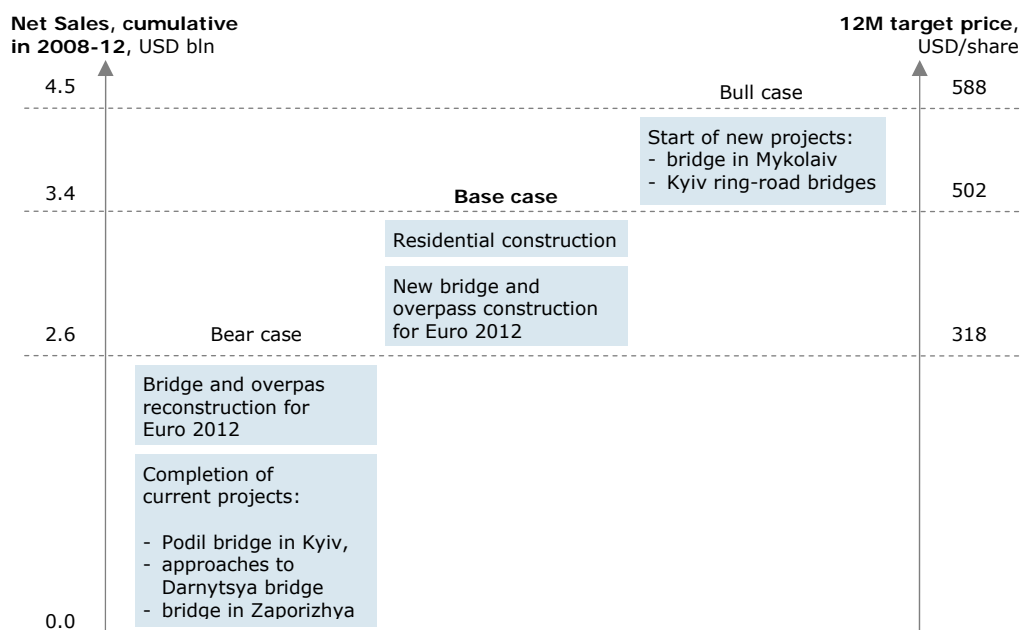 Net Sales, cumulative
in 2008-12, USD bln
12M target price,
USD/share
4.5
Bull case
588
Start of new projects:
- bridge in Mykolaiv
- Kyiv ring-road bridges
3.4
Base case
502
Residential construction
New bridge and
overpass construction
for Euro 2012
2.6
Bear case
318
Bridge and overpas
reconstruction for
Euro 2012
Completion of
current projects:
- Podil bridge in Kyiv,
- approaches to
Darnytsya bridge
- bridge in Zaporizhya
0.0